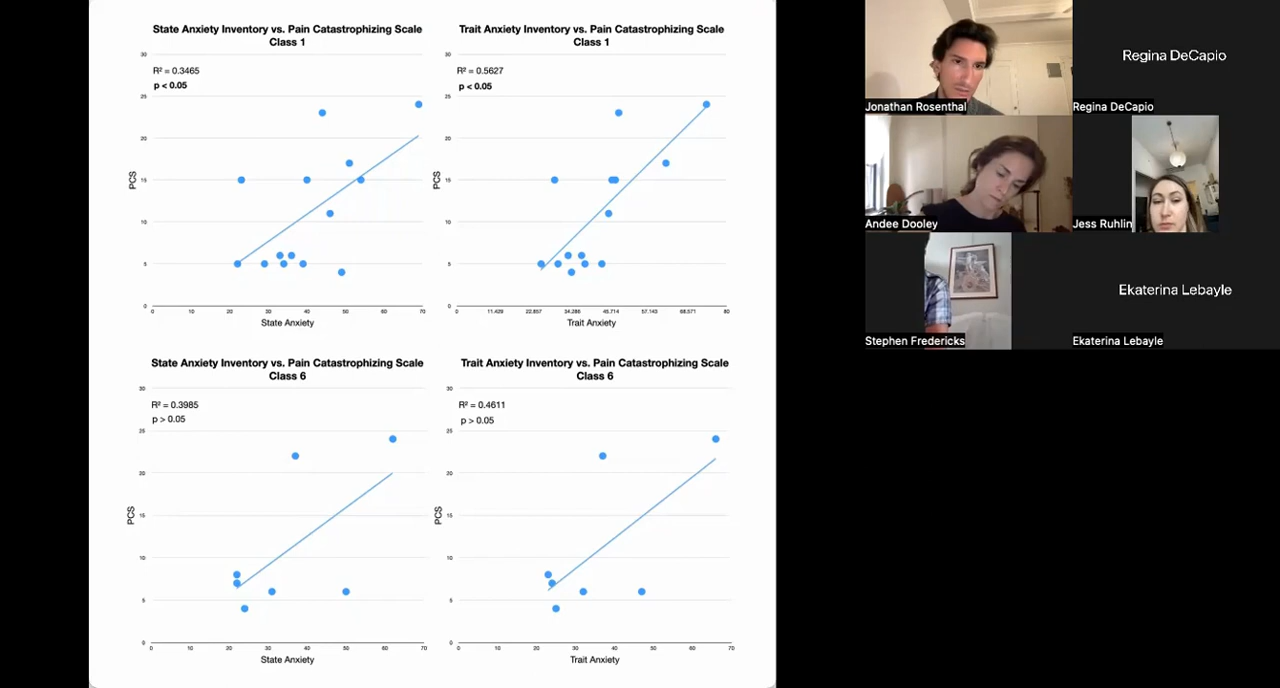 State Anxiety Inventory vs. Pain Catastrophizing Scale
Class 1
R² = 0.3465
p < 0.05
30
25
20
15
10
5
0
PCS
0 10 20 30 40 50 60 70
State Anxiety
Trait Anxiety Inventory vs. Pain Catastrophizing Scale
Class 1
R² = 0.5627
p < 0.05
30
25
20
15
10
5
0
PCS
0 11.429 22.857 34.286 45.714 57.143 68.571 80
Trait Anxiety
State Anxiety Inventory vs. Pain Catastrophizing Scale
Class 6
R² = 0.3985
p > 0.05
30
25
20
15
10
5
0
PCS
0 10 20 30 40 50 60 70
State Anxiety
Trait Anxiety Inventory vs. Pain Catastrophizing Scale
Class 6
R² = 0.4611
p > 0.05
30
25
20
15
10
5
0
PCS
0 10 20 30 40 50 60 70
Trait Anxiety
Jonathan Rosenthal
Regina DeCapio
Regina DeCapio
Andee Dooley
Jess Ruhlin
Stephen Fredericks
Ekaterina Lebayle
Ekaterina Lebayle